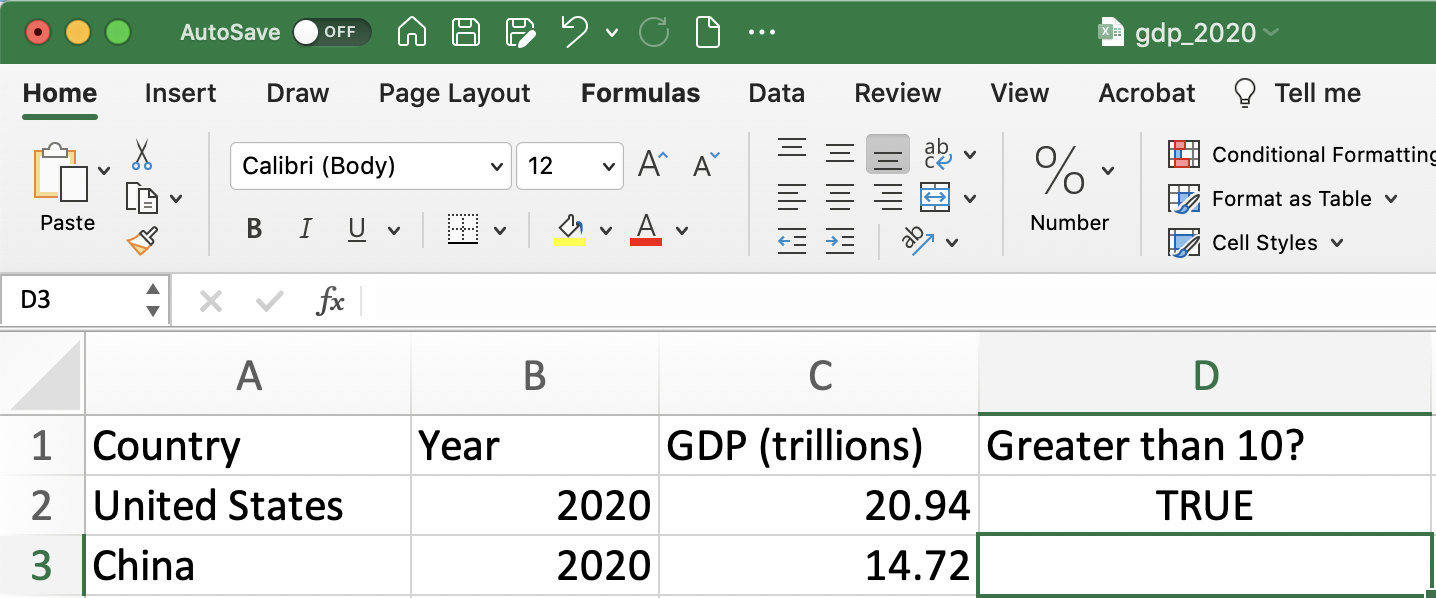 AutoSave OFF gdp_2020
Home Insert Draw Page Layout Formulas Data Review View Acrobat Tell me
Paste
Calibri (Body) 12 A A
B I U A
ab
c
ab
%
Number
Conditional Formatting
Format as Table
Cell Styles
D3 fx
A B C D
1 Country Year GDP (trillions) Greater than 10?
2 United States 2020 20.94 TRUE
3 China 2020 14.72